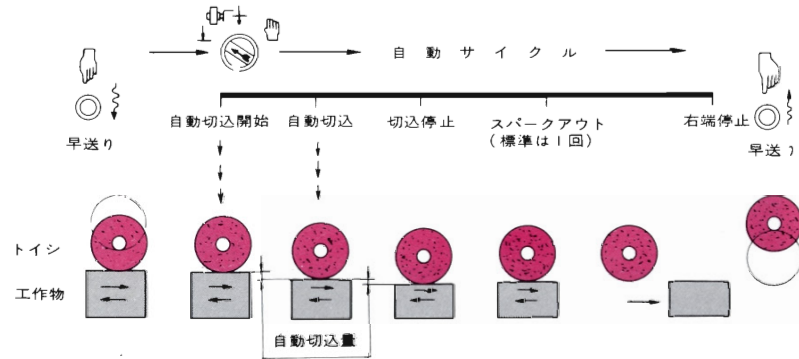 自動サイクル
早送り
自動切込開始
自動切込
切込停止
スパークアウト
(標準は1回)
右端停止
早送り
トイシ
工作物
自動切込量